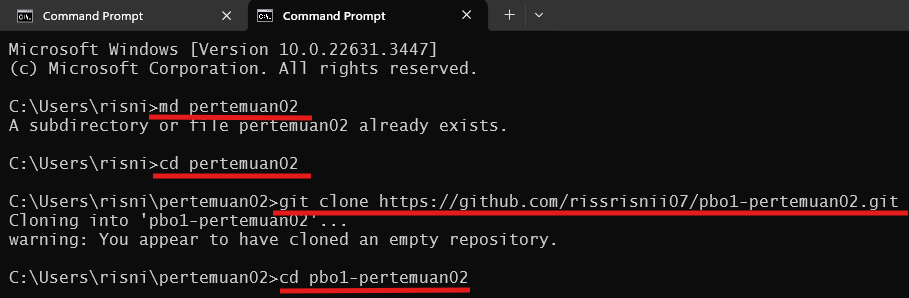 Command Prompt
Command Prompt
Microsoft Windows [Version 10.0.22631.3447]
(c) Microsoft Corporation. All rights reserved.
C:\Users\risni>md pertemuan02
A subdirectory or file pertemuan02 already exists.
C:\Users\risni>cd pertemuan02
C:\Users\risni\pertemuan02>git clone https://github.com/rissrisnii07/pbo1-pertemuan02.git
Cloning into 'pbo1-pertemuan02'...
warning: You appear to have cloned an empty repository.
C:\Users\risni\pertemuan02>cd pbo1-pertemuan02